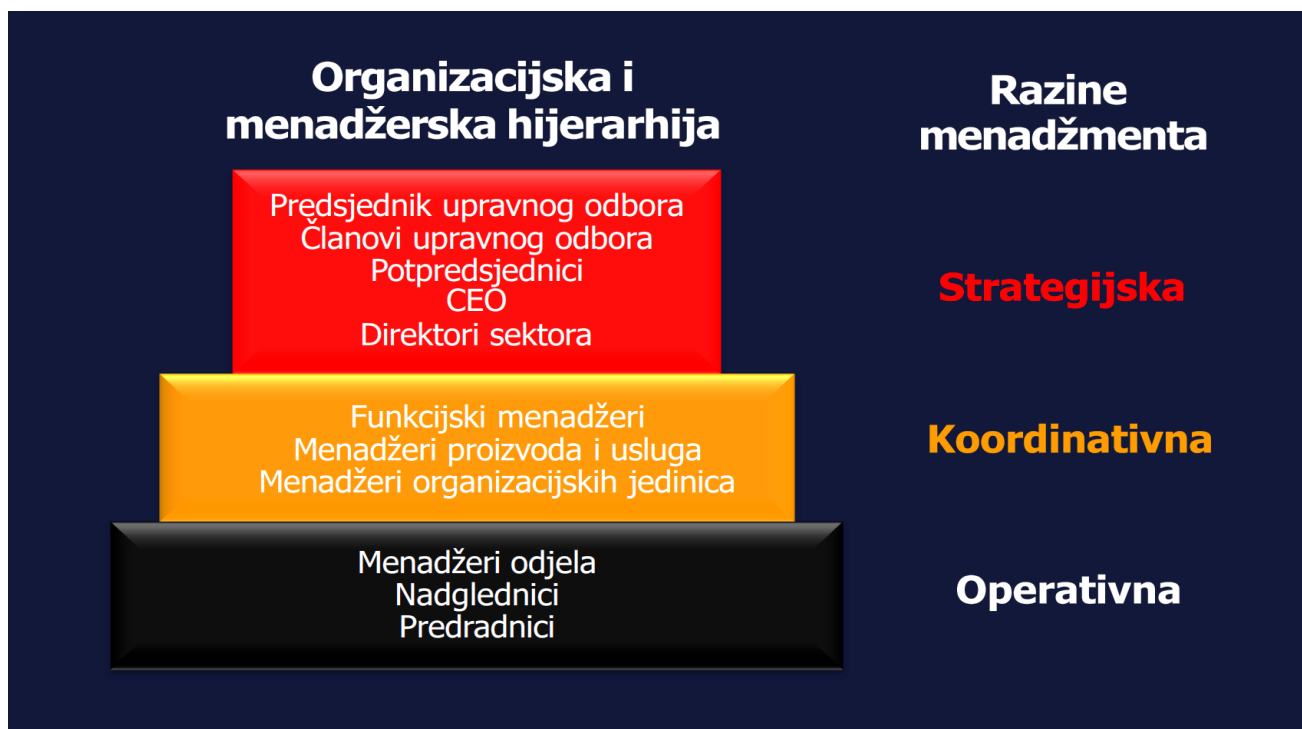 Organizacijska i
menadžerska hijerarhija
Razine
menadžmenta
Predsjednik upravnog odbora
Članovi upravnog odbora
Potpredsjednici
CEO
Direktori sektora
Strategijska
Funkcijski menadžeri
Menadžeri proizvoda i usluga
Menadžeri organizacijskih jedinica
Koordinativna
Menadžeri odjela
Nadglednici
Predradnici
Operativna